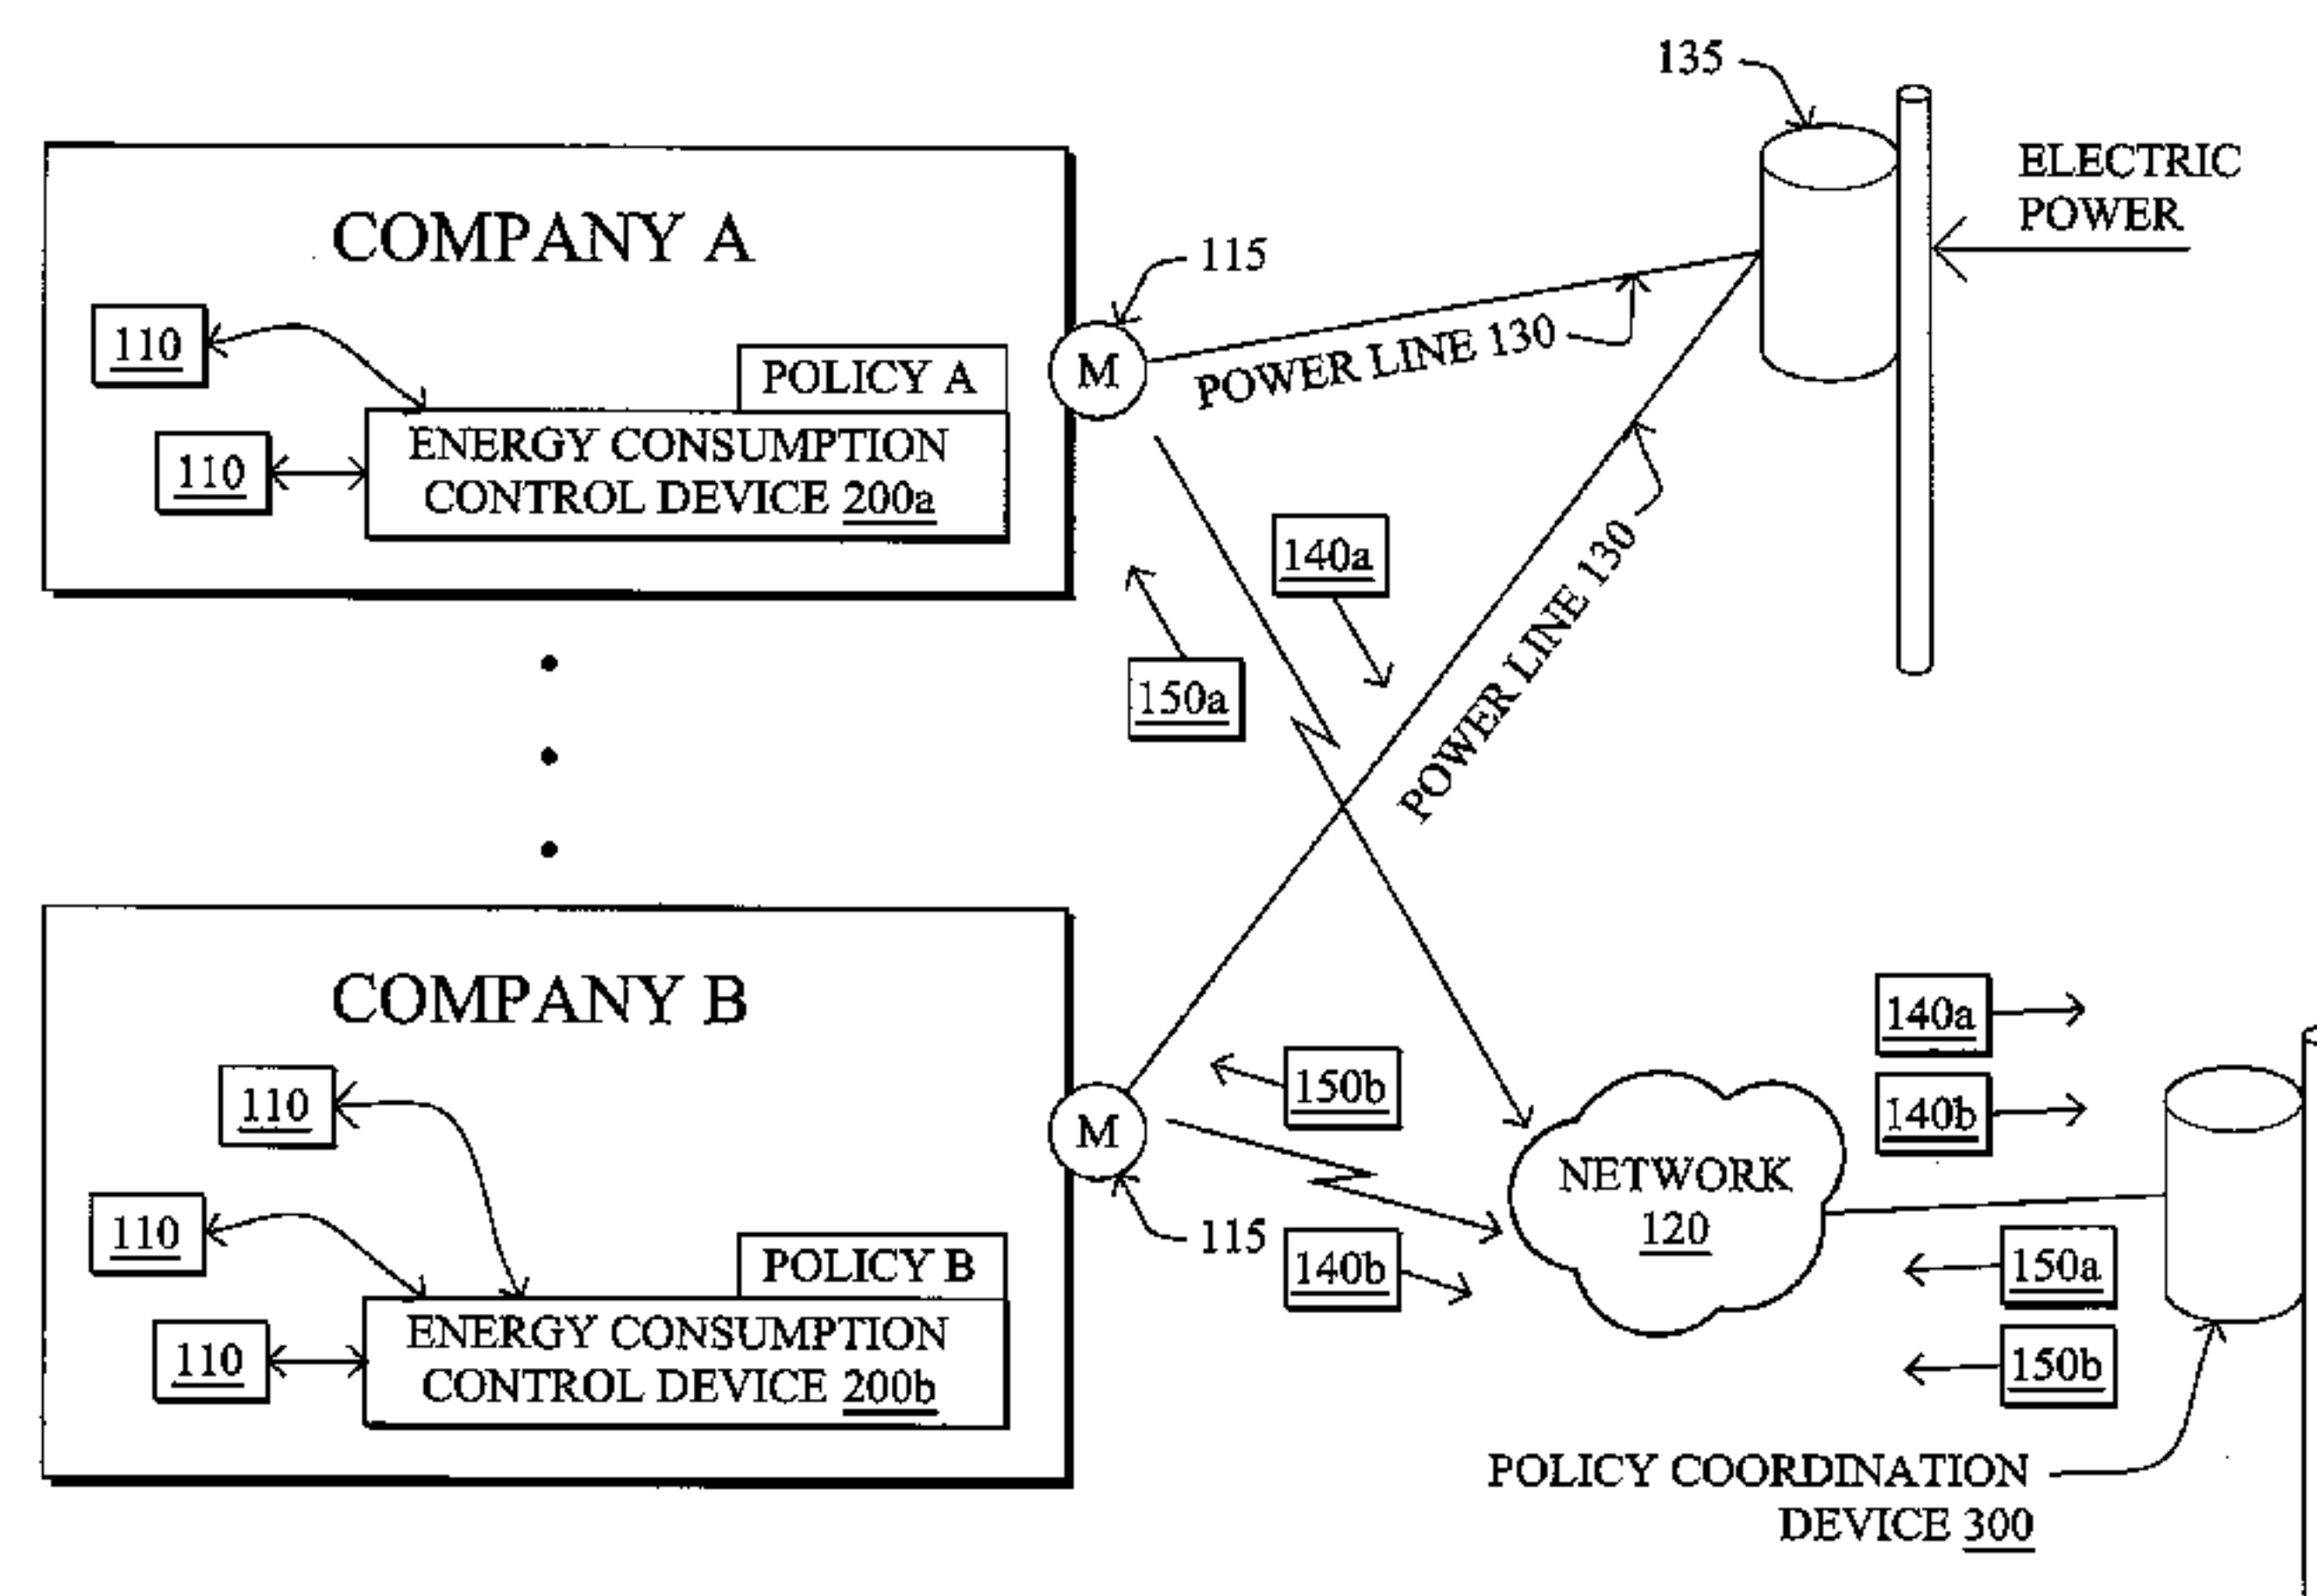 135
ELECTRIC
POWER
COMPANY A
115
110
POLICY A
M
POWER LINE 130
110
ENERGY CONSUMPTION
CONTROL DEVICE 200a
140a
150a
POWER LINE 130
COMPANY B
140a
110
150b
140b
M
110
NETWORK
120
115
POLICY B
140b
150a
110
ENERGY CONSUMPTION
CONTROL DEVICE 200b
150b
POLICY COORDINATION
DEVICE 300